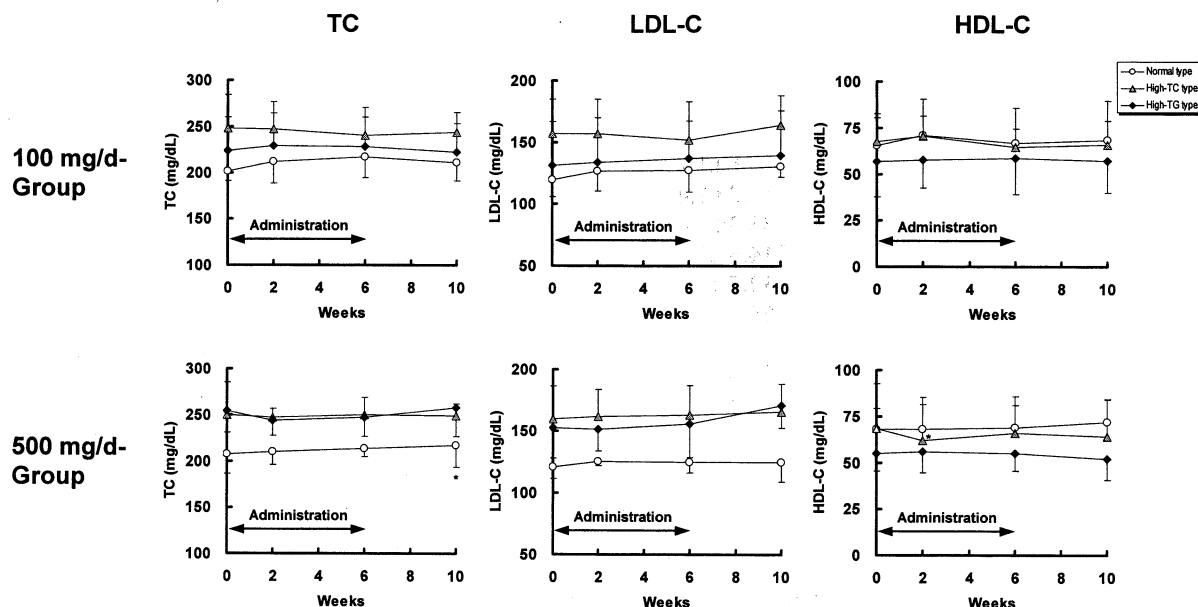 TC
LDL-C
HDL-C
Normal type
High-TC type
High-TG type
100 mg/d-
Group
TC (mg/dL)
300
250
200
150
100
Administration
0 2 4 6 8 10
Weeks
LDL-C (mg/dL)
200
150
100
50
Administration
0 2 4 6 8 10
Weeks
HDL-C (mg/dL)
100
75
50
25
0
Administration
0 2 4 6 8 10
Weeks
500 mg/d-
Group
TC (mg/dL)
300
250
200
150
100
*
Administration
0 2 4 6 8 10
Weeks
LDL-C (mg/dL)
200
150
100
50
Administration
0 2 4 6 8 10
Weeks
HDL-C (mg/dL)
100
75
50
25
0
*
Administration
0 2 4 6 8 10
Weeks